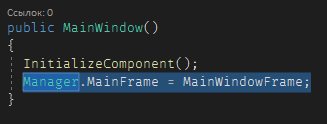 Ссылок: 0
public MainWindow()
{
InitializeComponent();
Manager.MainFrame = MainWindowFrame;
}